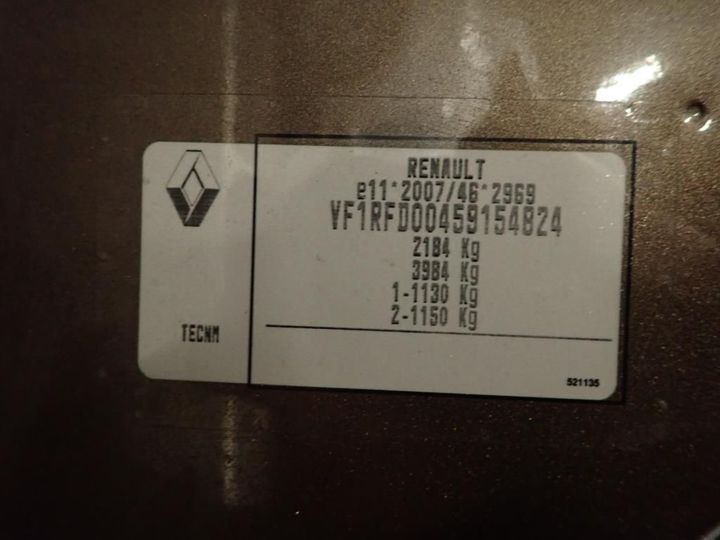 RENAULT
e11*2007/46*2969
VF1RFD00459154824
2184 Kg
3984 Kg
1-1130 Kg
2-1150 Kg
TECNM
521135